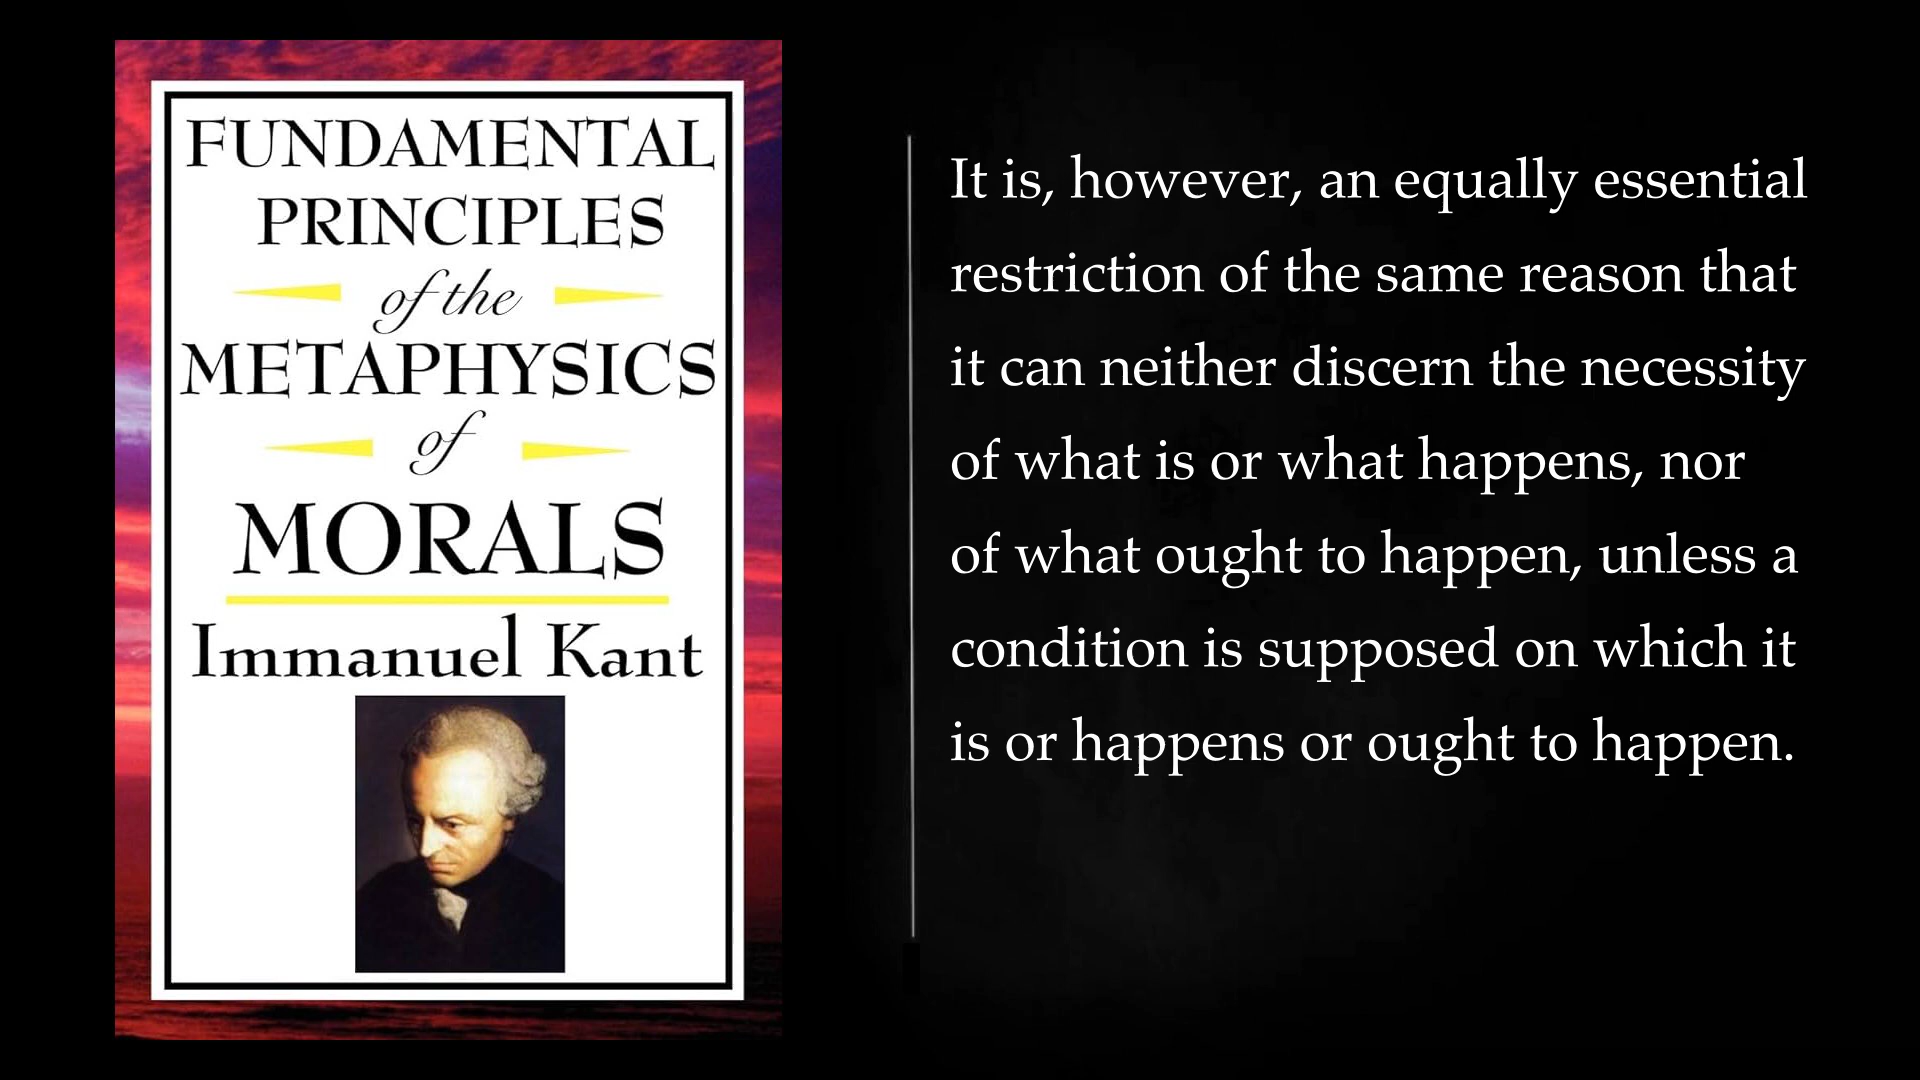 FUNDAMENTAL
PRINCIPLES
of the
METAPHYSICS
of
MORALS
Immanuel Kant
It is, however, an equally essential
restriction of the same reason that
it can neither discern the necessity
of what is or what happens, nor
of what ought to happen, unless a
condition is supposed on which it
is or happens or ought to happen.